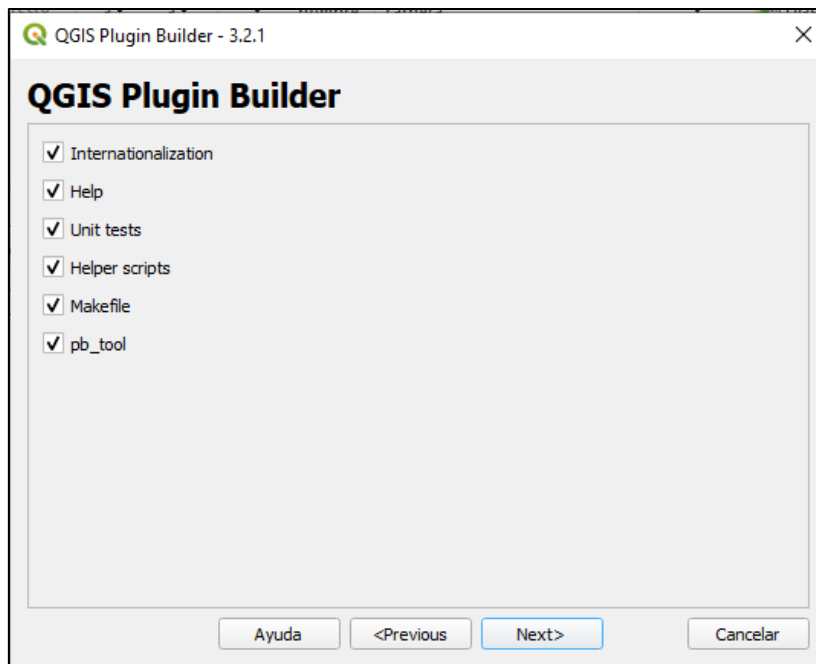 QGIS Plugin Builder - 3.2.1
QGIS Plugin Builder
Internationalization
Help
Unit tests
Helper scripts
Makefile
pb_tool
Ayuda
<Previous
Next>
Cancelar